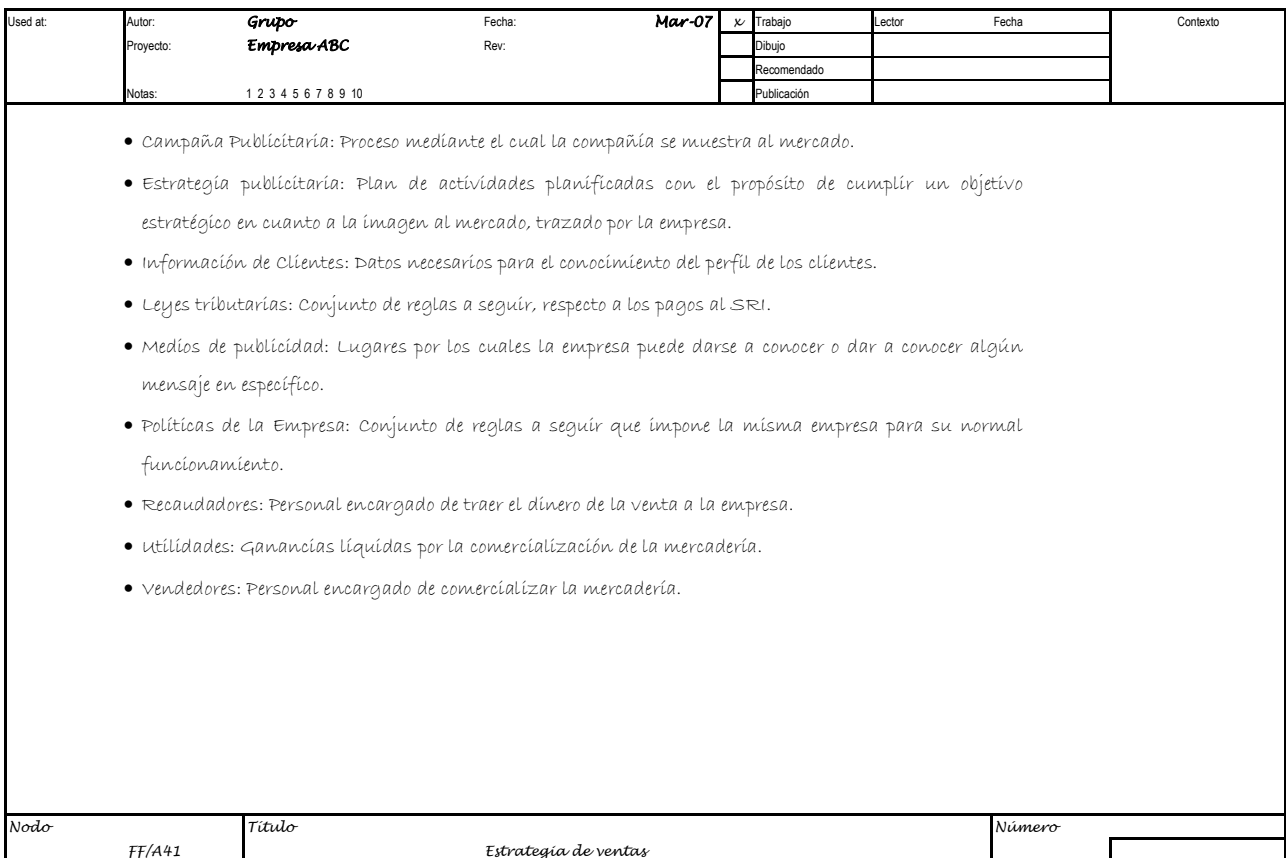 Used at: Autor: Grupo Fecha: Mar-07 x Trabajo Lector Fecha Contexto
Proyecto: Empresa ABC Rev: Dibujo
Recomendado
Notas: 1 2 3 4 5 6 7 8 9 10 Publicación
• Campaña Publicitaria: Proceso mediante el cual la compañía se muestra al mercado.
• Estrategia publicitaria: Plan de actividades planificadas con el propósito de cumplir un objetivo
estratégico en cuanto a la imagen al mercado, trazado por la empresa.
• Información de Clientes: Datos necesarios para el conocimiento del perfil de los clientes.
• Leyes tributarias: Conjunto de reglas a seguir, respecto a los pagos al SRI.
• Medios de publicidad: Lugares por los cuales la empresa puede darse a conocer o dar a conocer algún
mensaje en específico.
• Políticas de la Empresa: Conjunto de reglas a seguir que impone la misma empresa para su normal
funcionamiento.
• Recaudadores: Personal encargado de traer el dinero de la venta a la empresa.
• Utilidades: Ganancias líquidas por la comercialización de la mercadería.
• Vendedores: Personal encargado de comercializar la mercadería.
Nodo Título Número
FF/A41 Estrategia de ventas